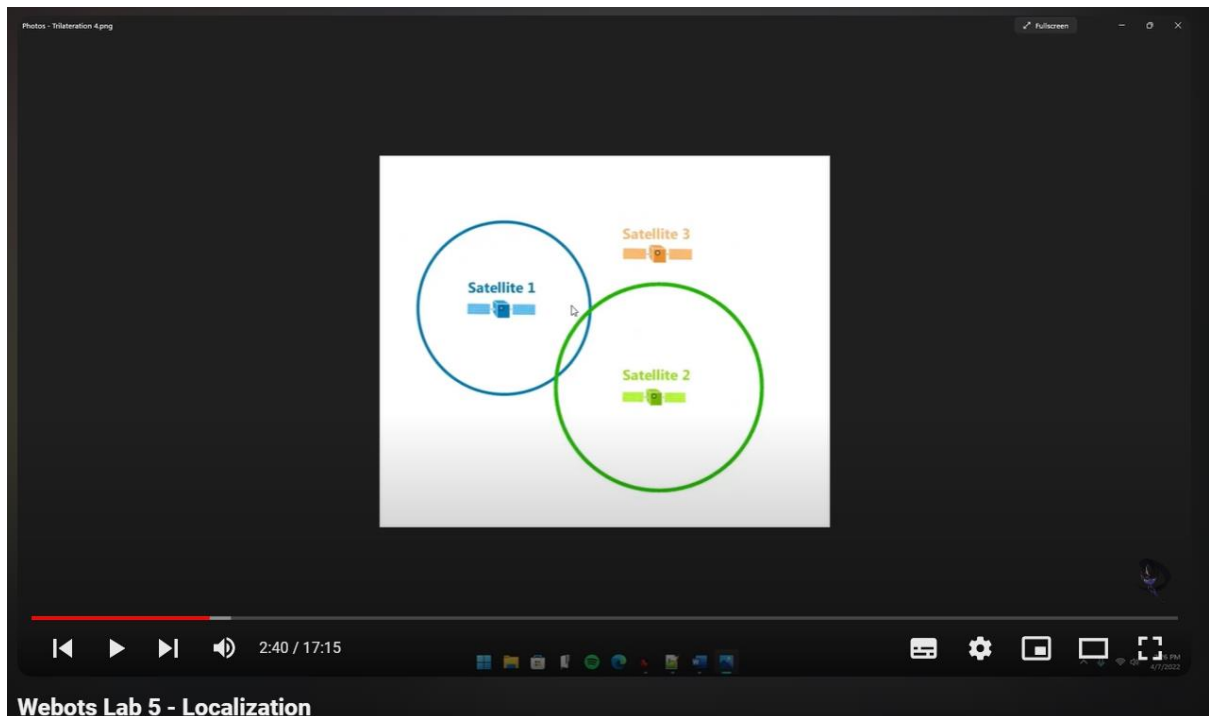 Photos - Trilateration 4.png
Fullscreen
Satellite 3
Satellite 1
Satellite 2
2:40 / 17:15
PM
4/7/2022
Webots Lab 5 - Localization